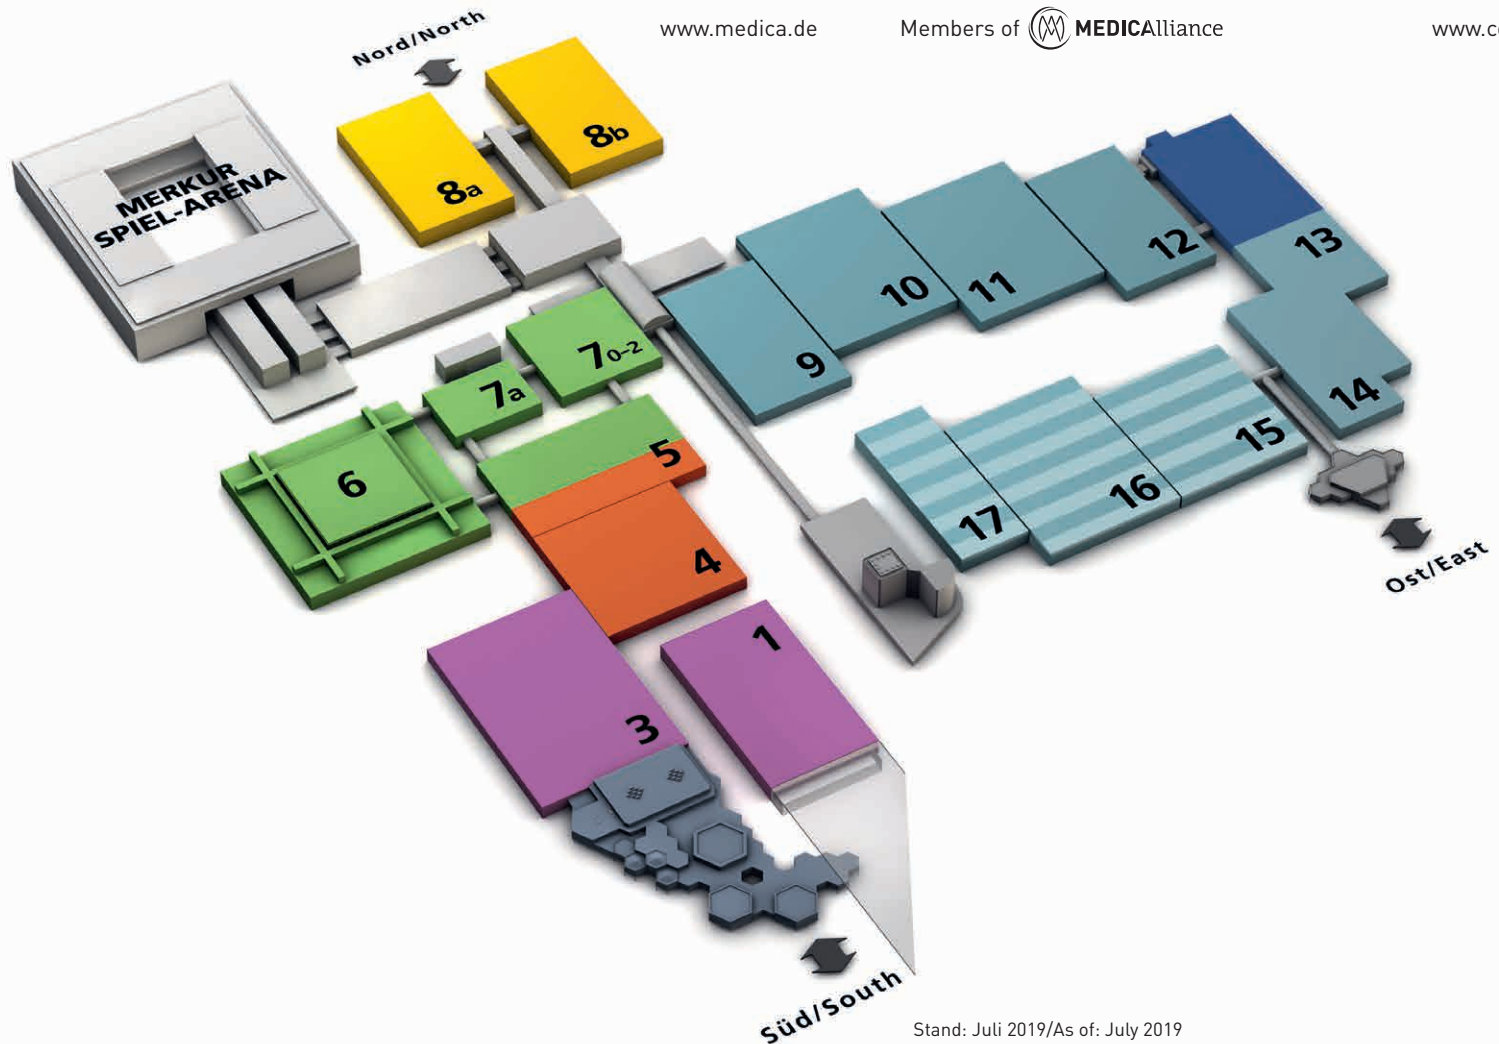 www.medica.de
Members of MEDICAlliance
www.c
Nord/North
MERKUR
SPIEL-ARENA
8a
8b
9
10
11
12
13
14
15
16
17
7a
70–2
6
5
4
3
1
Ost/East
Süd/South
Stand: Juli 2019/As of: July 2019